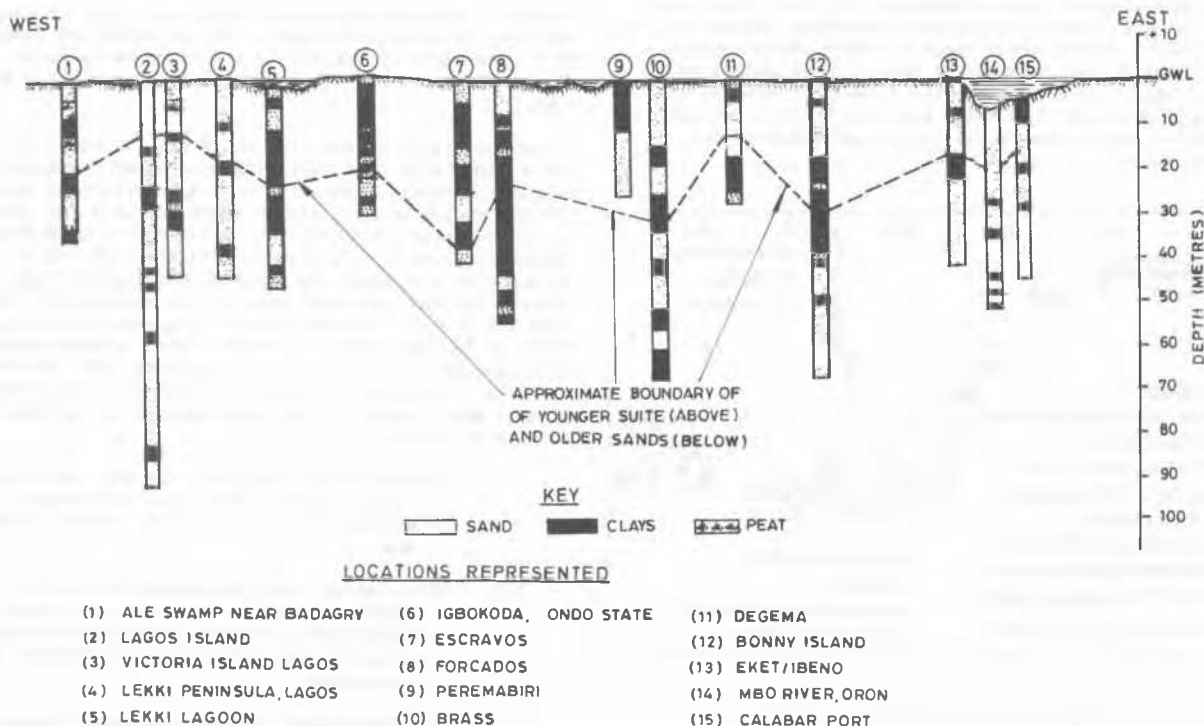 WEST
EAST
+10
GWL
1 2 3 4 5 6 7 8 9 10 11 12 13 14 15
10
20
30
40
50
60
70
80
90
100
DEPTH (METRES)
APPROXIMATE BOUNDARY OF
OF YOUNGER SUITE (ABOVE)
AND OLDER SANDS (BELOW)
KEY
SAND CLAYS PEAT
LOCATIONS REPRESENTED
(1) ALE SWAMP NEAR BADAGRY
(2) LAGOS ISLAND
(3) VICTORIA ISLAND LAGOS
(4) LEKKI PENINSULA, LAGOS
(5) LEKKI LAGOON
(6) IGBOKODA, ONDO STATE
(7) ESCRAVOS
(8) FORCADOS
(9) PEREMABIRI
(10) BRASS
(11) DEGEMA
(12) BONNY ISLAND
(13) EKET/IBENO
(14) MBO RIVER, ORON
(15) CALABAR PORT